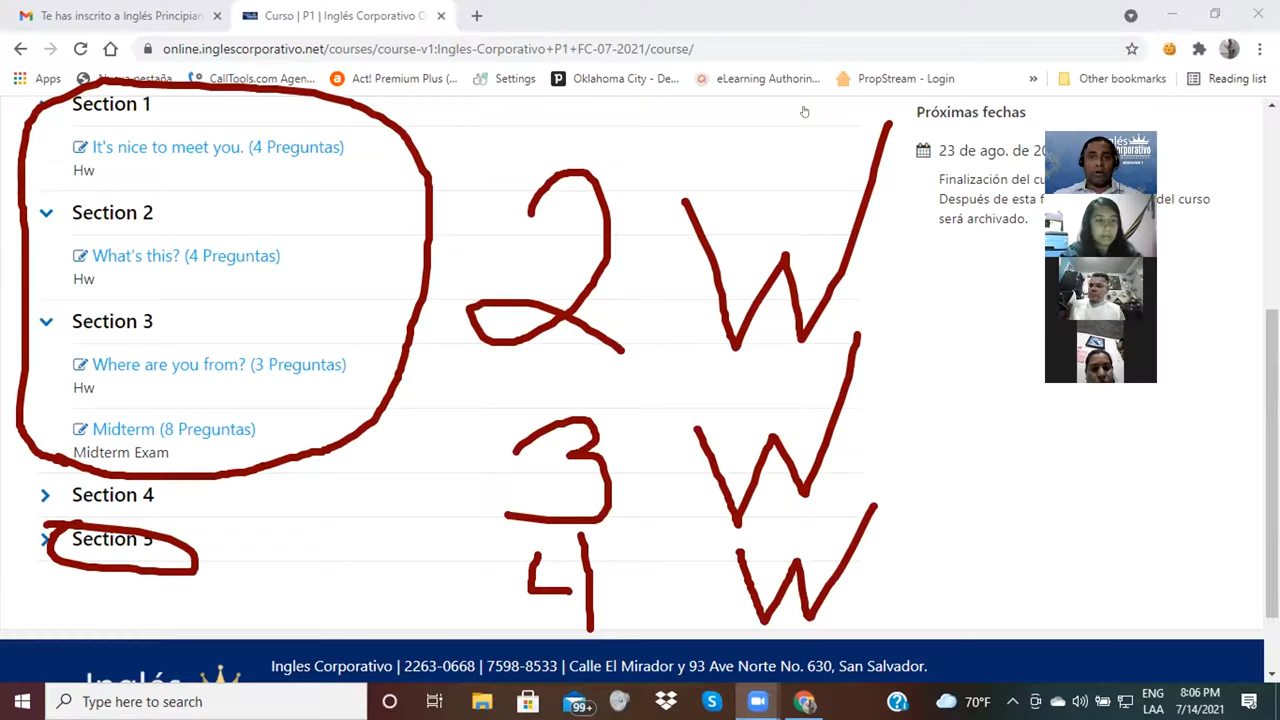 Te has inscrito a Inglés Principian
Curso | P1 | Inglés Corporativo O
online.inglescorporativo.net/courses/course-v1:Ingles-Corporativo+P1+FC-07-2021/course/
Apps
Nueva pestaña
CallTools.com Agen...
Act! Premium Plus (...
Settings
Oklahoma City - De...
eLearning Authorin...
PropStream - Login
»
Other bookmarks
Reading list
Section 1
It's nice to meet you. (4 Preguntas)
Hw
Section 2
What's this? (4 Preguntas)
Hw
Section 3
Where are you from? (3 Preguntas)
Hw
Midterm (8 Preguntas)
Midterm Exam
Section 4
Section 5
2 W
3 W
4 W
Próximas fechas
23 de ago. de 20
Finalización del cu
Después de esta f del curso
será archivado.
Inglés
Ingles Corporativo | 2263-0668 | 7598-8533 | Calle El Mirador y 93 Ave Norte No. 630, San Salvador.
Type here to search
99+
70°F
ENG
LAA
8:06 PM
7/14/2021